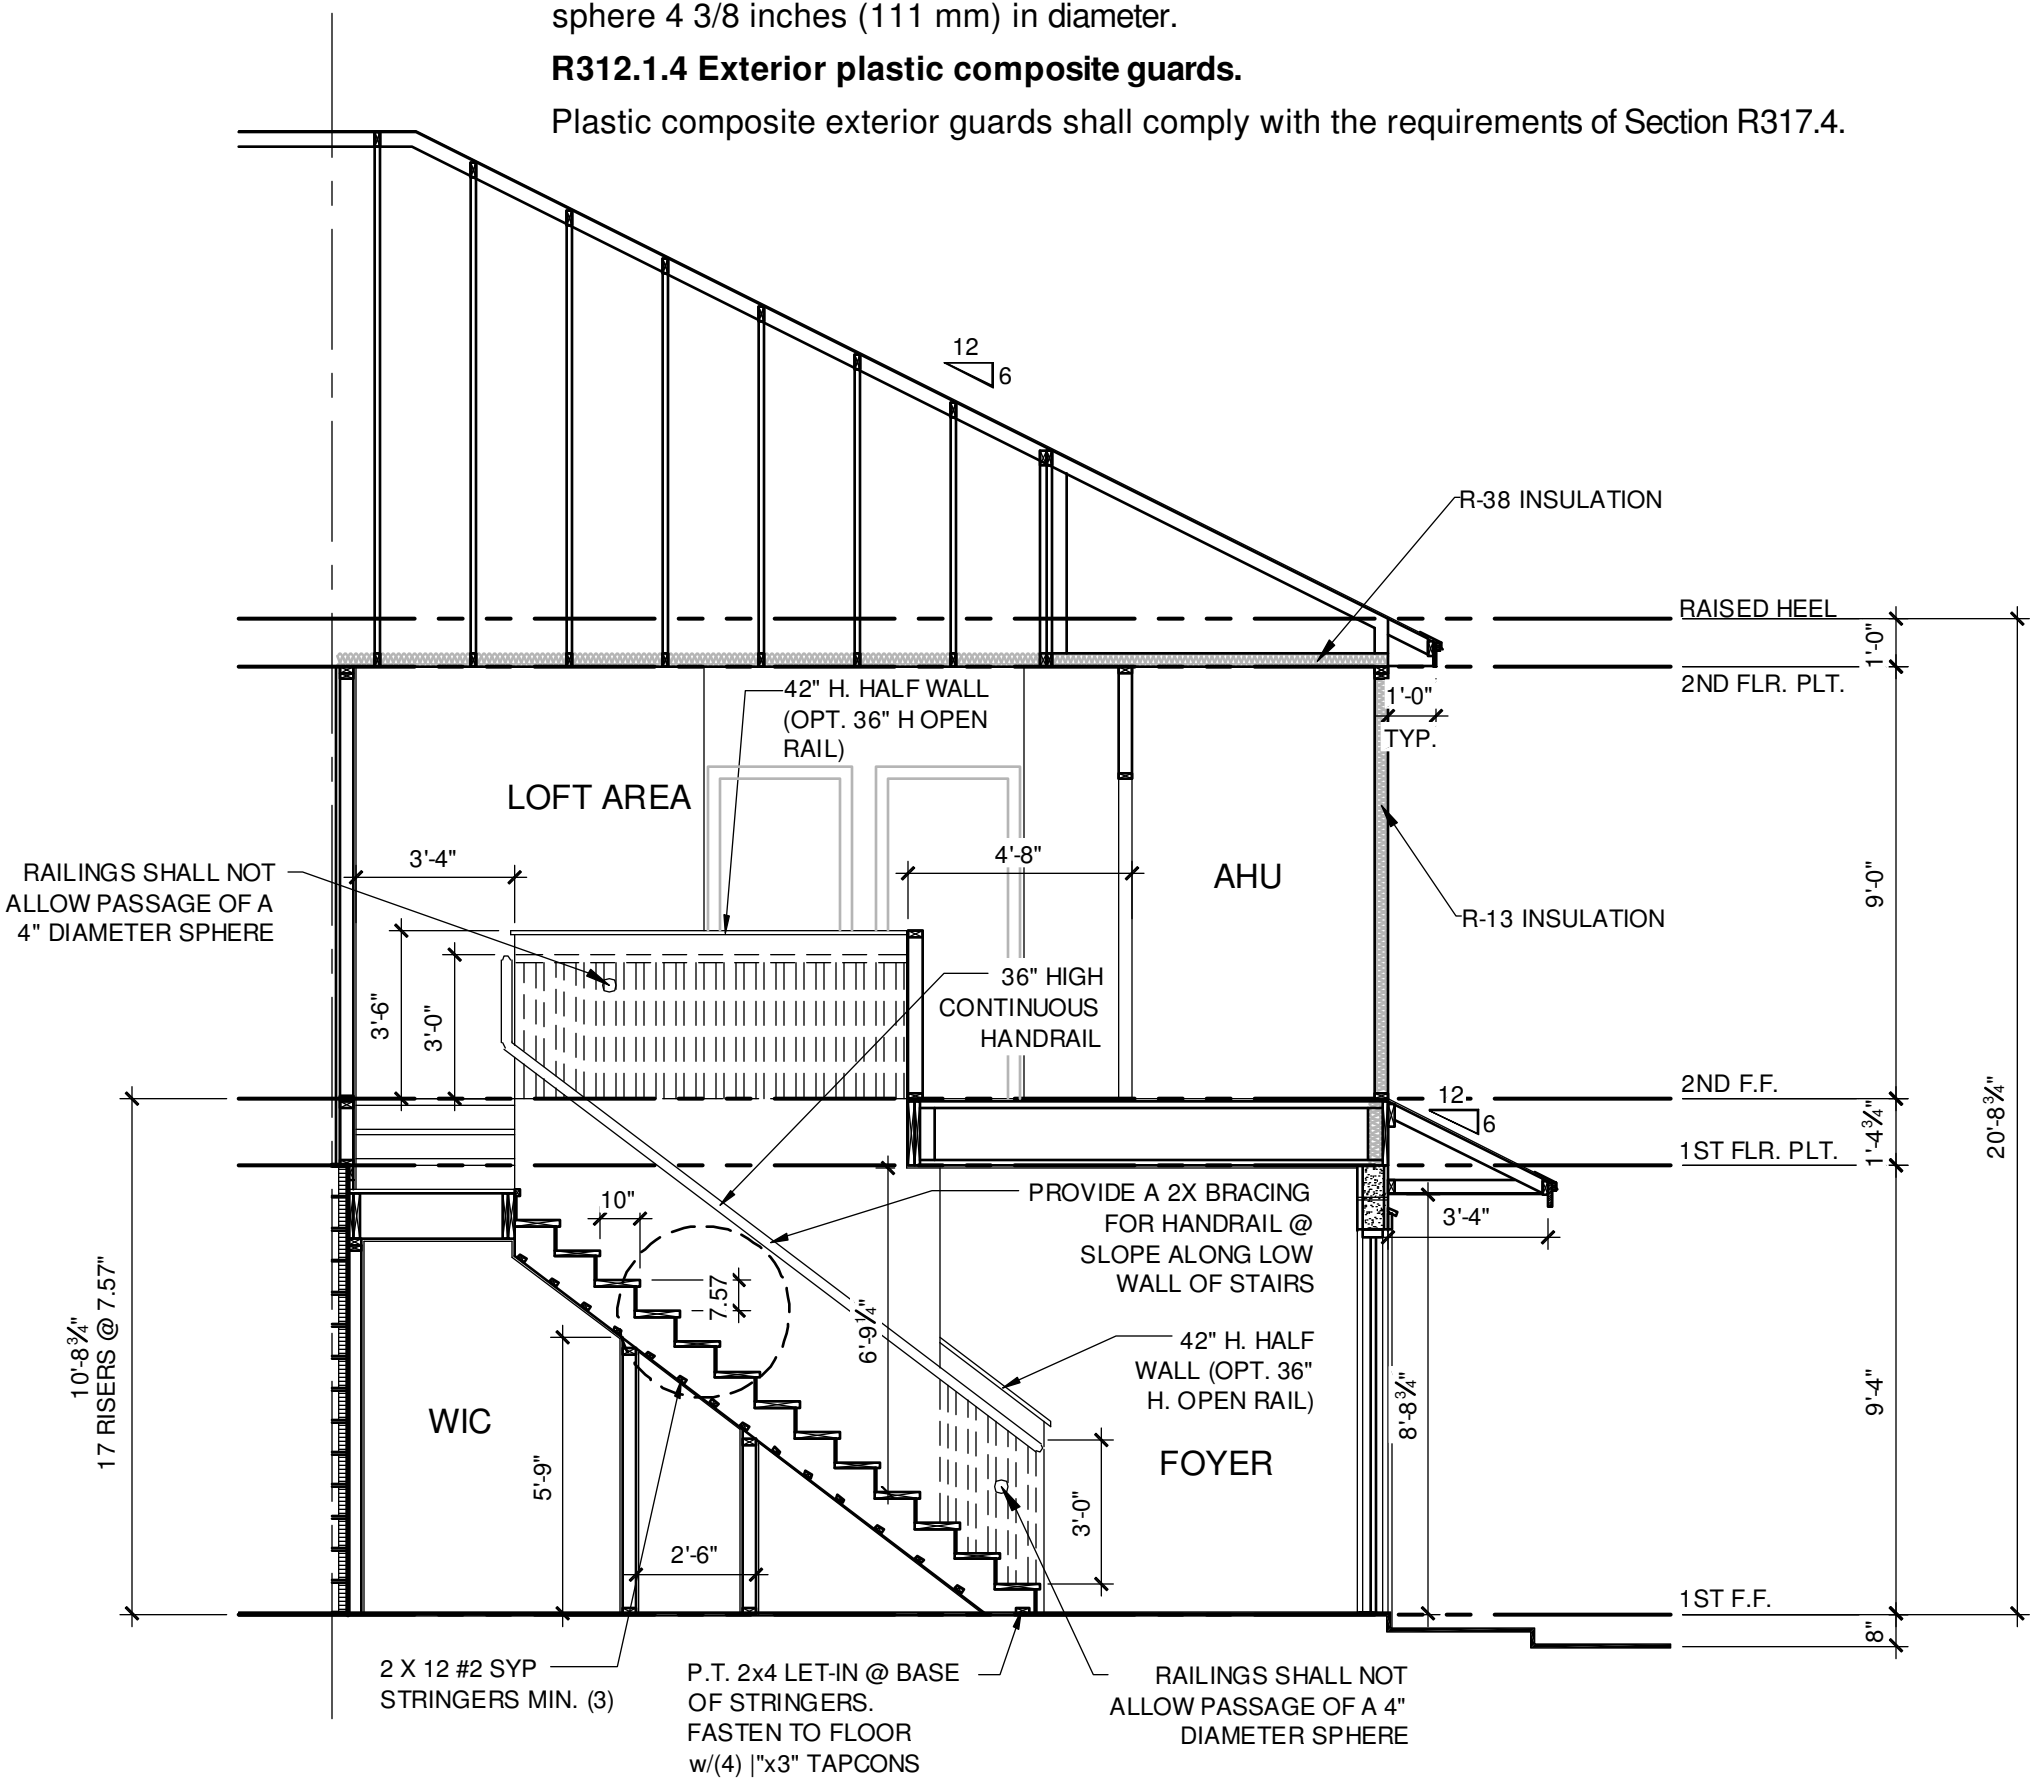 sphere 4 3/8 inches (111 mm) in diameter.
R312.1.4 Exterior plastic composite guards.
Plastic composite exterior guards shall comply with the requirements of Section R317.4.
12
6
R-38 INSULATION
RAISED HEEL
1'-0"
2ND FLR. PLT.
42" H. HALF WALL
(OPT. 36" H OPEN
RAIL)
1'-0"
TYP.
LOFT AREA
3'-4"
4'-8"
AHU
9'-0"
RAILINGS SHALL NOT
ALLOW PASSAGE OF A
4" DIAMETER SPHERE
R-13 INSULATION
36" HIGH
CONTINUOUS
HANDRAIL
3'-6"
3'-0"
2ND F.F.
12
6
1'-4¾"
20'-8¾"
1ST FLR. PLT.
10"
PROVIDE A 2X BRACING
FOR HANDRAIL @
SLOPE ALONG LOW
WALL OF STAIRS
3'-4"
7.57
6'-9¼"
10'-8¾"
17 RISERS @ 7.57"
42" H. HALF
WALL (OPT. 36"
H. OPEN RAIL)
8'-8¾"
9'-4"
WIC
FOYER
5'-9"
3'-0"
2'-6"
1ST F.F.
8"
2 X 12 #2 SYP
STRINGERS MIN. (3)
P.T. 2x4 LET-IN @ BASE
OF STRINGERS.
FASTEN TO FLOOR
w/(4) |"x3" TAPCONS
RAILINGS SHALL NOT
ALLOW PASSAGE OF A 4"
DIAMETER SPHERE